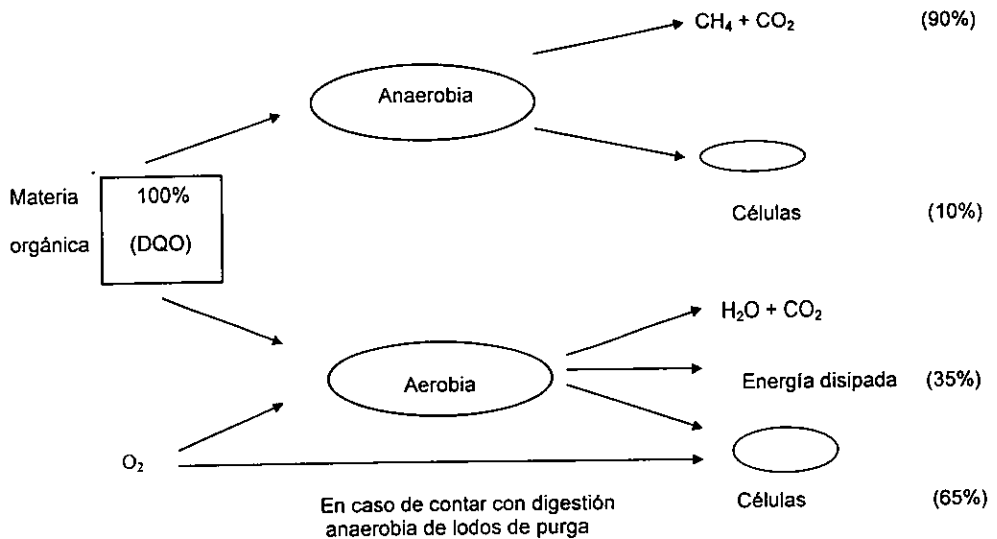 CH₄ + CO₂ (90%)
Anaerobia
Materia 100%
orgánica (DQO)
Células (10%)
H₂O + CO₂
Aerobia
Energía disipada (35%)
O₂
Células (65%)
En caso de contar con digestión
anaerobia de lodos de purga